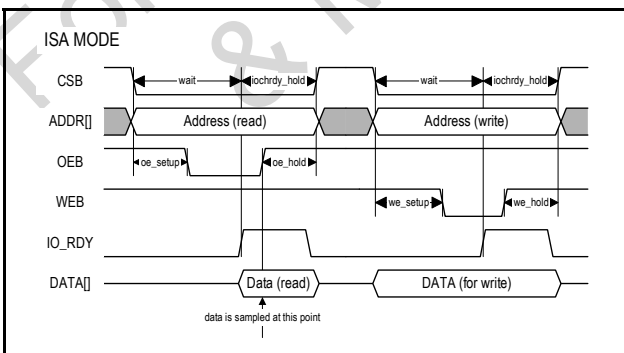 ISA MODE
CSB wait iochrdy_hold wait iochrdy_hold
ADDR[] Address (read) Address (write)
OEB oe_setup oe_hold
WEB we_setup we_hold
IO_RDY
DATA[] Data (read) DATA (for write)
data is sampled at this point